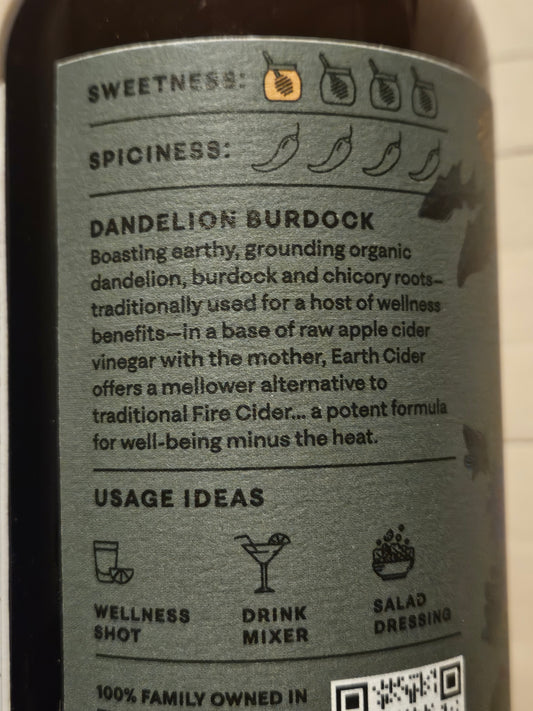 SWEETNESS:
SPICINESS:
DANDELION BURDOCK
Boasting earthy, grounding organic
dandelion, burdock and chicory roots—
traditionally used for a host of wellness
benefits—in a base of raw apple cider
vinegar with the mother, Earth Cider
offers a mellower alternative to
traditional Fire Cider... a potent formula
for well-being minus the heat.
USAGE IDEAS
WELLNESS
SHOT
DRINK
MIXER
SALAD
DRESSING
100% FAMILY OWNED IN